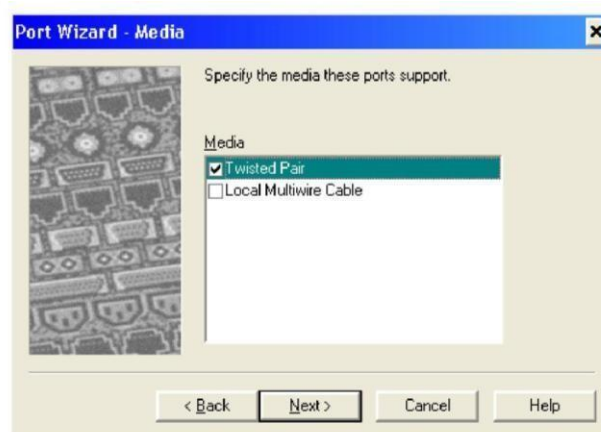 Port Wizard - Media
Specify the media these ports support.
Media
Twisted Pair
Local Multiwire Cable
< Back Next > Cancel Help